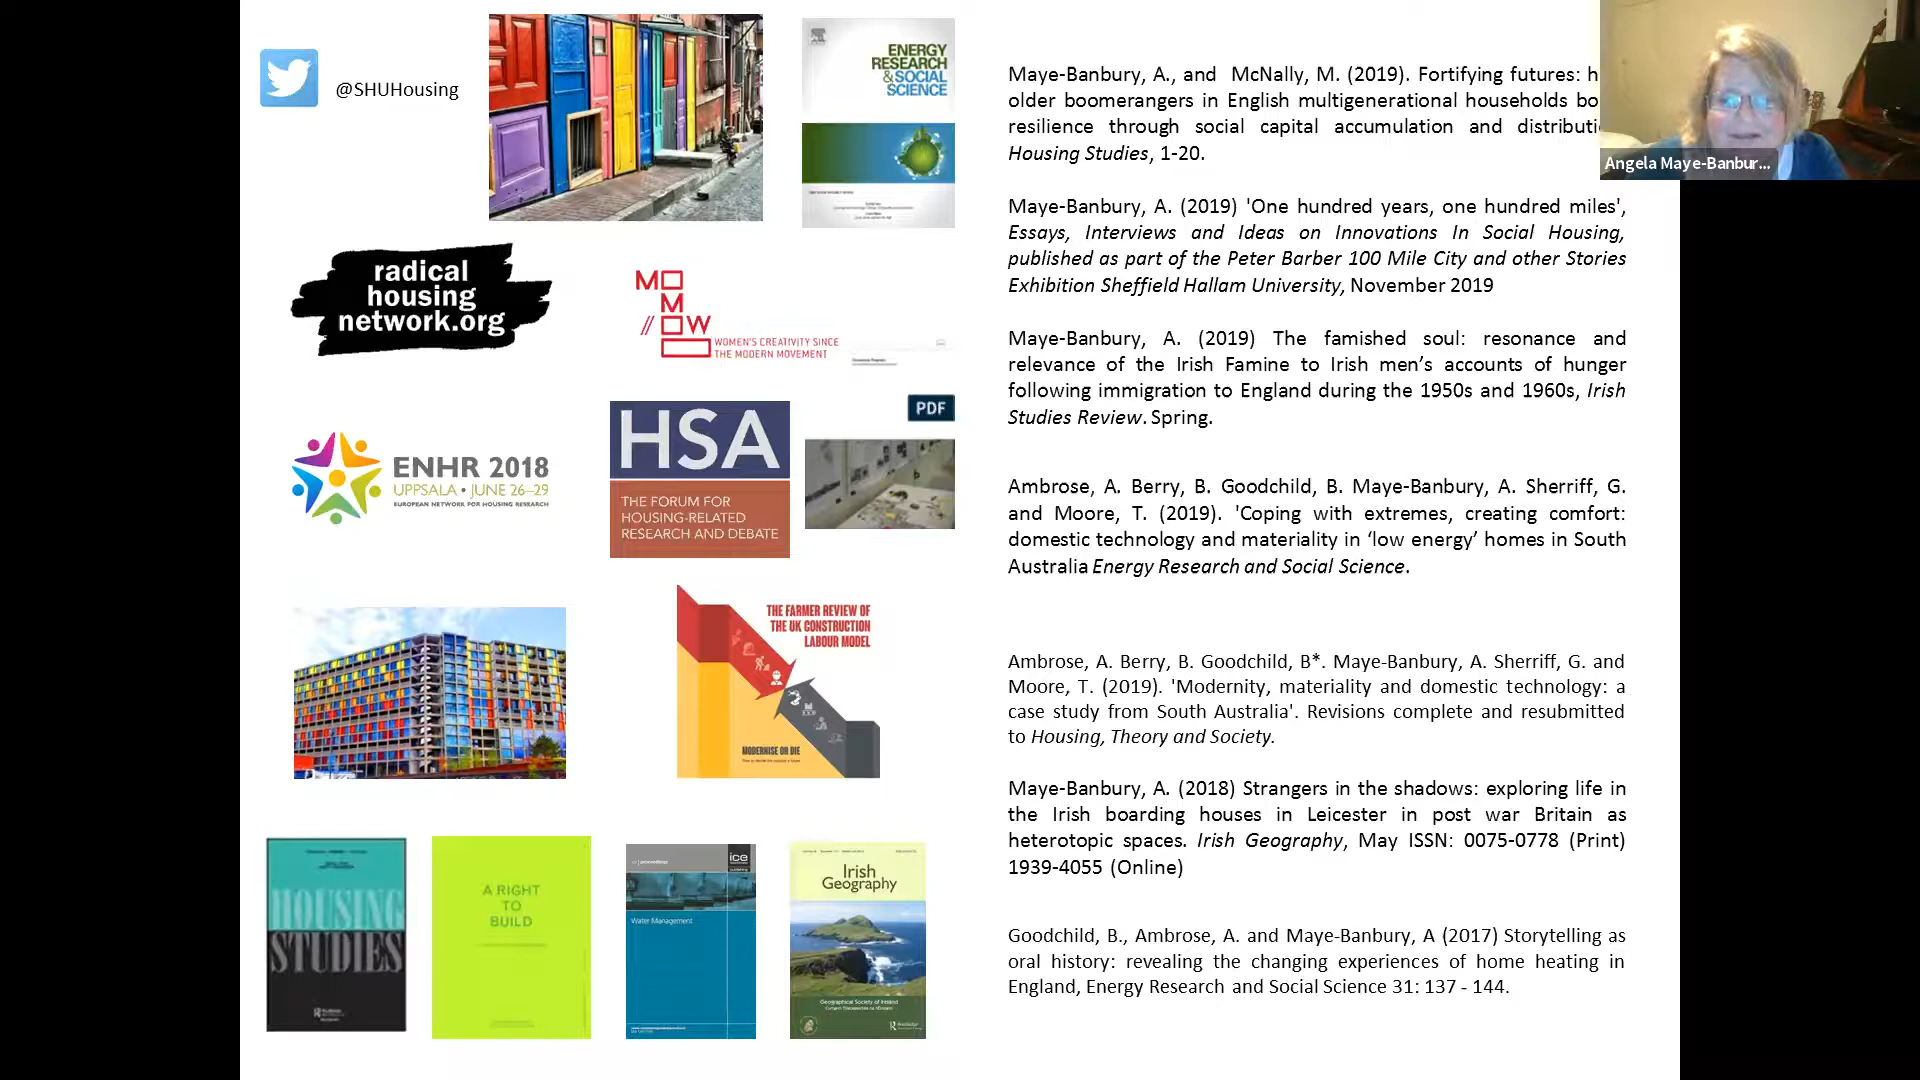 @SHUHousing
ENERGY
RESEARCH
& SOCIAL
SCIENCE
radical
housing
network.org
MO
M
// OW
WOMEN'S CREATIVITY SINCE
THE MODERN MOVEMENT
PDF
ENHR 2018
UPPSALA • JUNE 26–29
EUROPEAN NETWORK FOR HOUSING RESEARCH
HSA
THE FORUM FOR
HOUSING-RELATED
RESEARCH AND DEBATE
THE FARMER REVIEW OF
THE UK CONSTRUCTION
LABOUR MODEL
MODERNISE OR DIE
HOUSING
STUDIES
A RIGHT
TO
BUILD
ice
proceedings
Water Management
Irish
Geography
Geographical Society of Ireland
Routledge
Maye-Banbury, A., and McNally, M. (2019). Fortifying futures: h
older boomerangers in English multigenerational households bo
resilience through social capital accumulation and distributi
Housing Studies, 1-20.
Maye-Banbury, A. (2019) 'One hundred years, one hundred miles',
Essays, Interviews and Ideas on Innovations In Social Housing,
published as part of the Peter Barber 100 Mile City and other Stories
Exhibition Sheffield Hallam University, November 2019
Maye-Banbury, A. (2019) The famished soul: resonance and
relevance of the Irish Famine to Irish men’s accounts of hunger
following immigration to England during the 1950s and 1960s, Irish
Studies Review. Spring.
Ambrose, A. Berry, B. Goodchild, B. Maye-Banbury, A. Sherriff, G.
and Moore, T. (2019). 'Coping with extremes, creating comfort:
domestic technology and materiality in ‘low energy’ homes in South
Australia Energy Research and Social Science.
Ambrose, A. Berry, B. Goodchild, B*. Maye-Banbury, A. Sherriff, G. and
Moore, T. (2019). 'Modernity, materiality and domestic technology: a
case study from South Australia'. Revisions complete and resubmitted
to Housing, Theory and Society.
Maye-Banbury, A. (2018) Strangers in the shadows: exploring life in
the Irish boarding houses in Leicester in post war Britain as
heterotopic spaces. Irish Geography, May ISSN: 0075-0778 (Print)
1939-4055 (Online)
Goodchild, B., Ambrose, A. and Maye-Banbury, A (2017) Storytelling as
oral history: revealing the changing experiences of home heating in
England, Energy Research and Social Science 31: 137 - 144.
Angela Maye-Banbur...